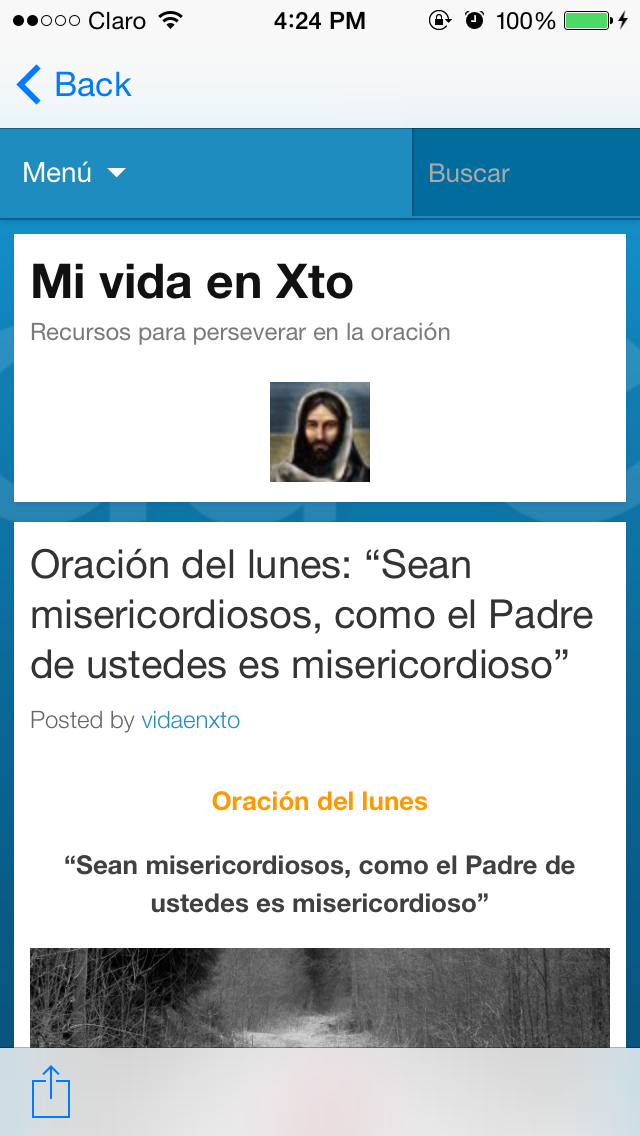 Claro 4:24 PM 100%
Back
Menú Buscar
Mi vida en Xto
Recursos para perseverar en la oración
Oración del lunes: “Sean
misericordiosos, como el Padre
de ustedes es misericordioso”
Posted by vidaenxto
Oración del lunes
“Sean misericordiosos, como el Padre de
ustedes es misericordioso”